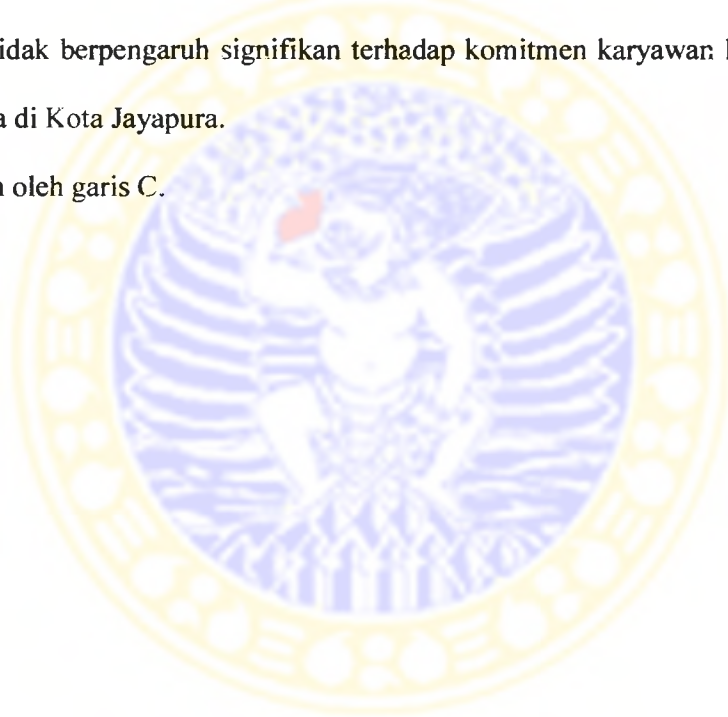 idak berpengaruh signifikan terhadap komitmen karyawan
a di Kota Jayapura.
oleh garis C.